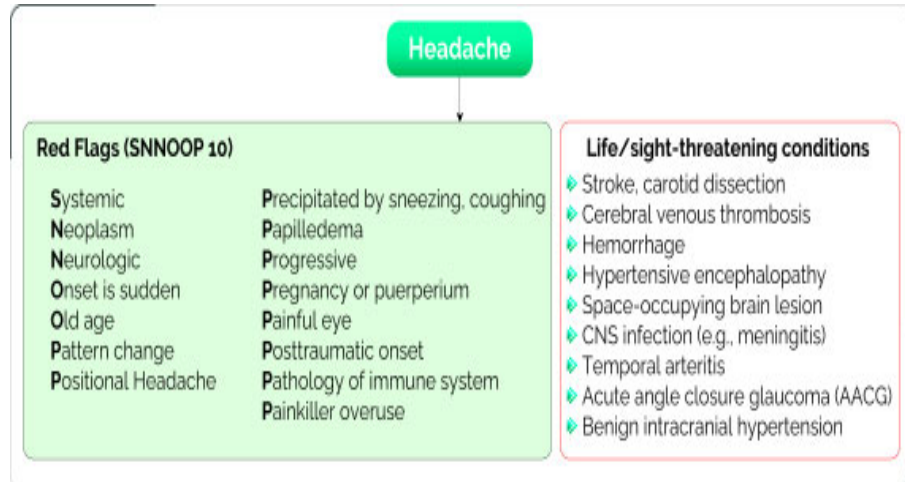 Headache
Red Flags (SNNOOP 10)
Systemic
Neoplasm
Neurologic
Onset is sudden
Old age
Pattern change
Positional Headache
Precipitated by sneezing, coughing
Papilledema
Progressive
Pregnancy or puerperium
Painful eye
Posttraumatic onset
Pathology of immune system
Painkiller overuse
Life/sight-threatening conditions
Stroke, carotid dissection
Cerebral venous thrombosis
Hemorrhage
Hypertensive encephalopathy
Space-occupying brain lesion
CNS infection (e.g., meningitis)
Temporal arteritis
Acute angle closure glaucoma (AACG)
Benign intracranial hypertension